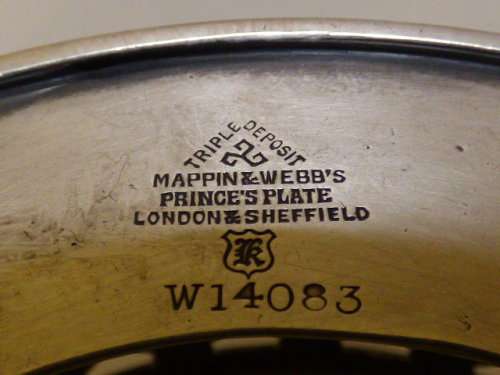 TRIPLE DEPOSIT
MAPPIN & WEBB'S
PRINCE'S PLATE
LONDON & SHEFFIELD
K
W14083